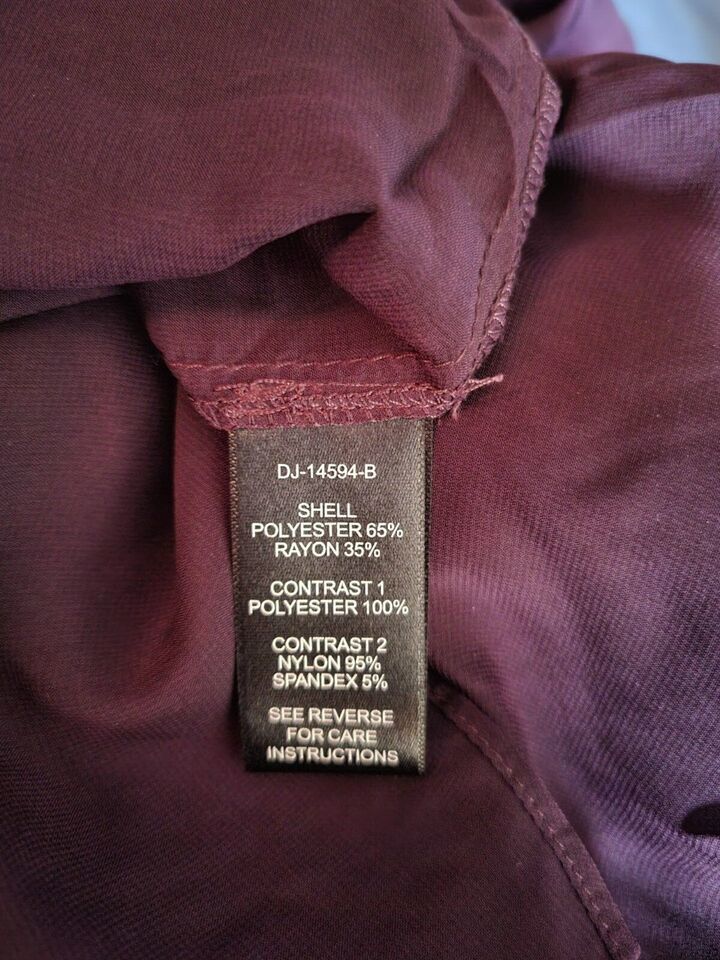 DJ-14594-B
SHELL
POLYESTER 65%
RAYON 35%
CONTRAST 1
POLYESTER 100%
CONTRAST 2
NYLON 95%
SPANDEX 5%
SEE REVERSE
FOR CARE
INSTRUCTIONS